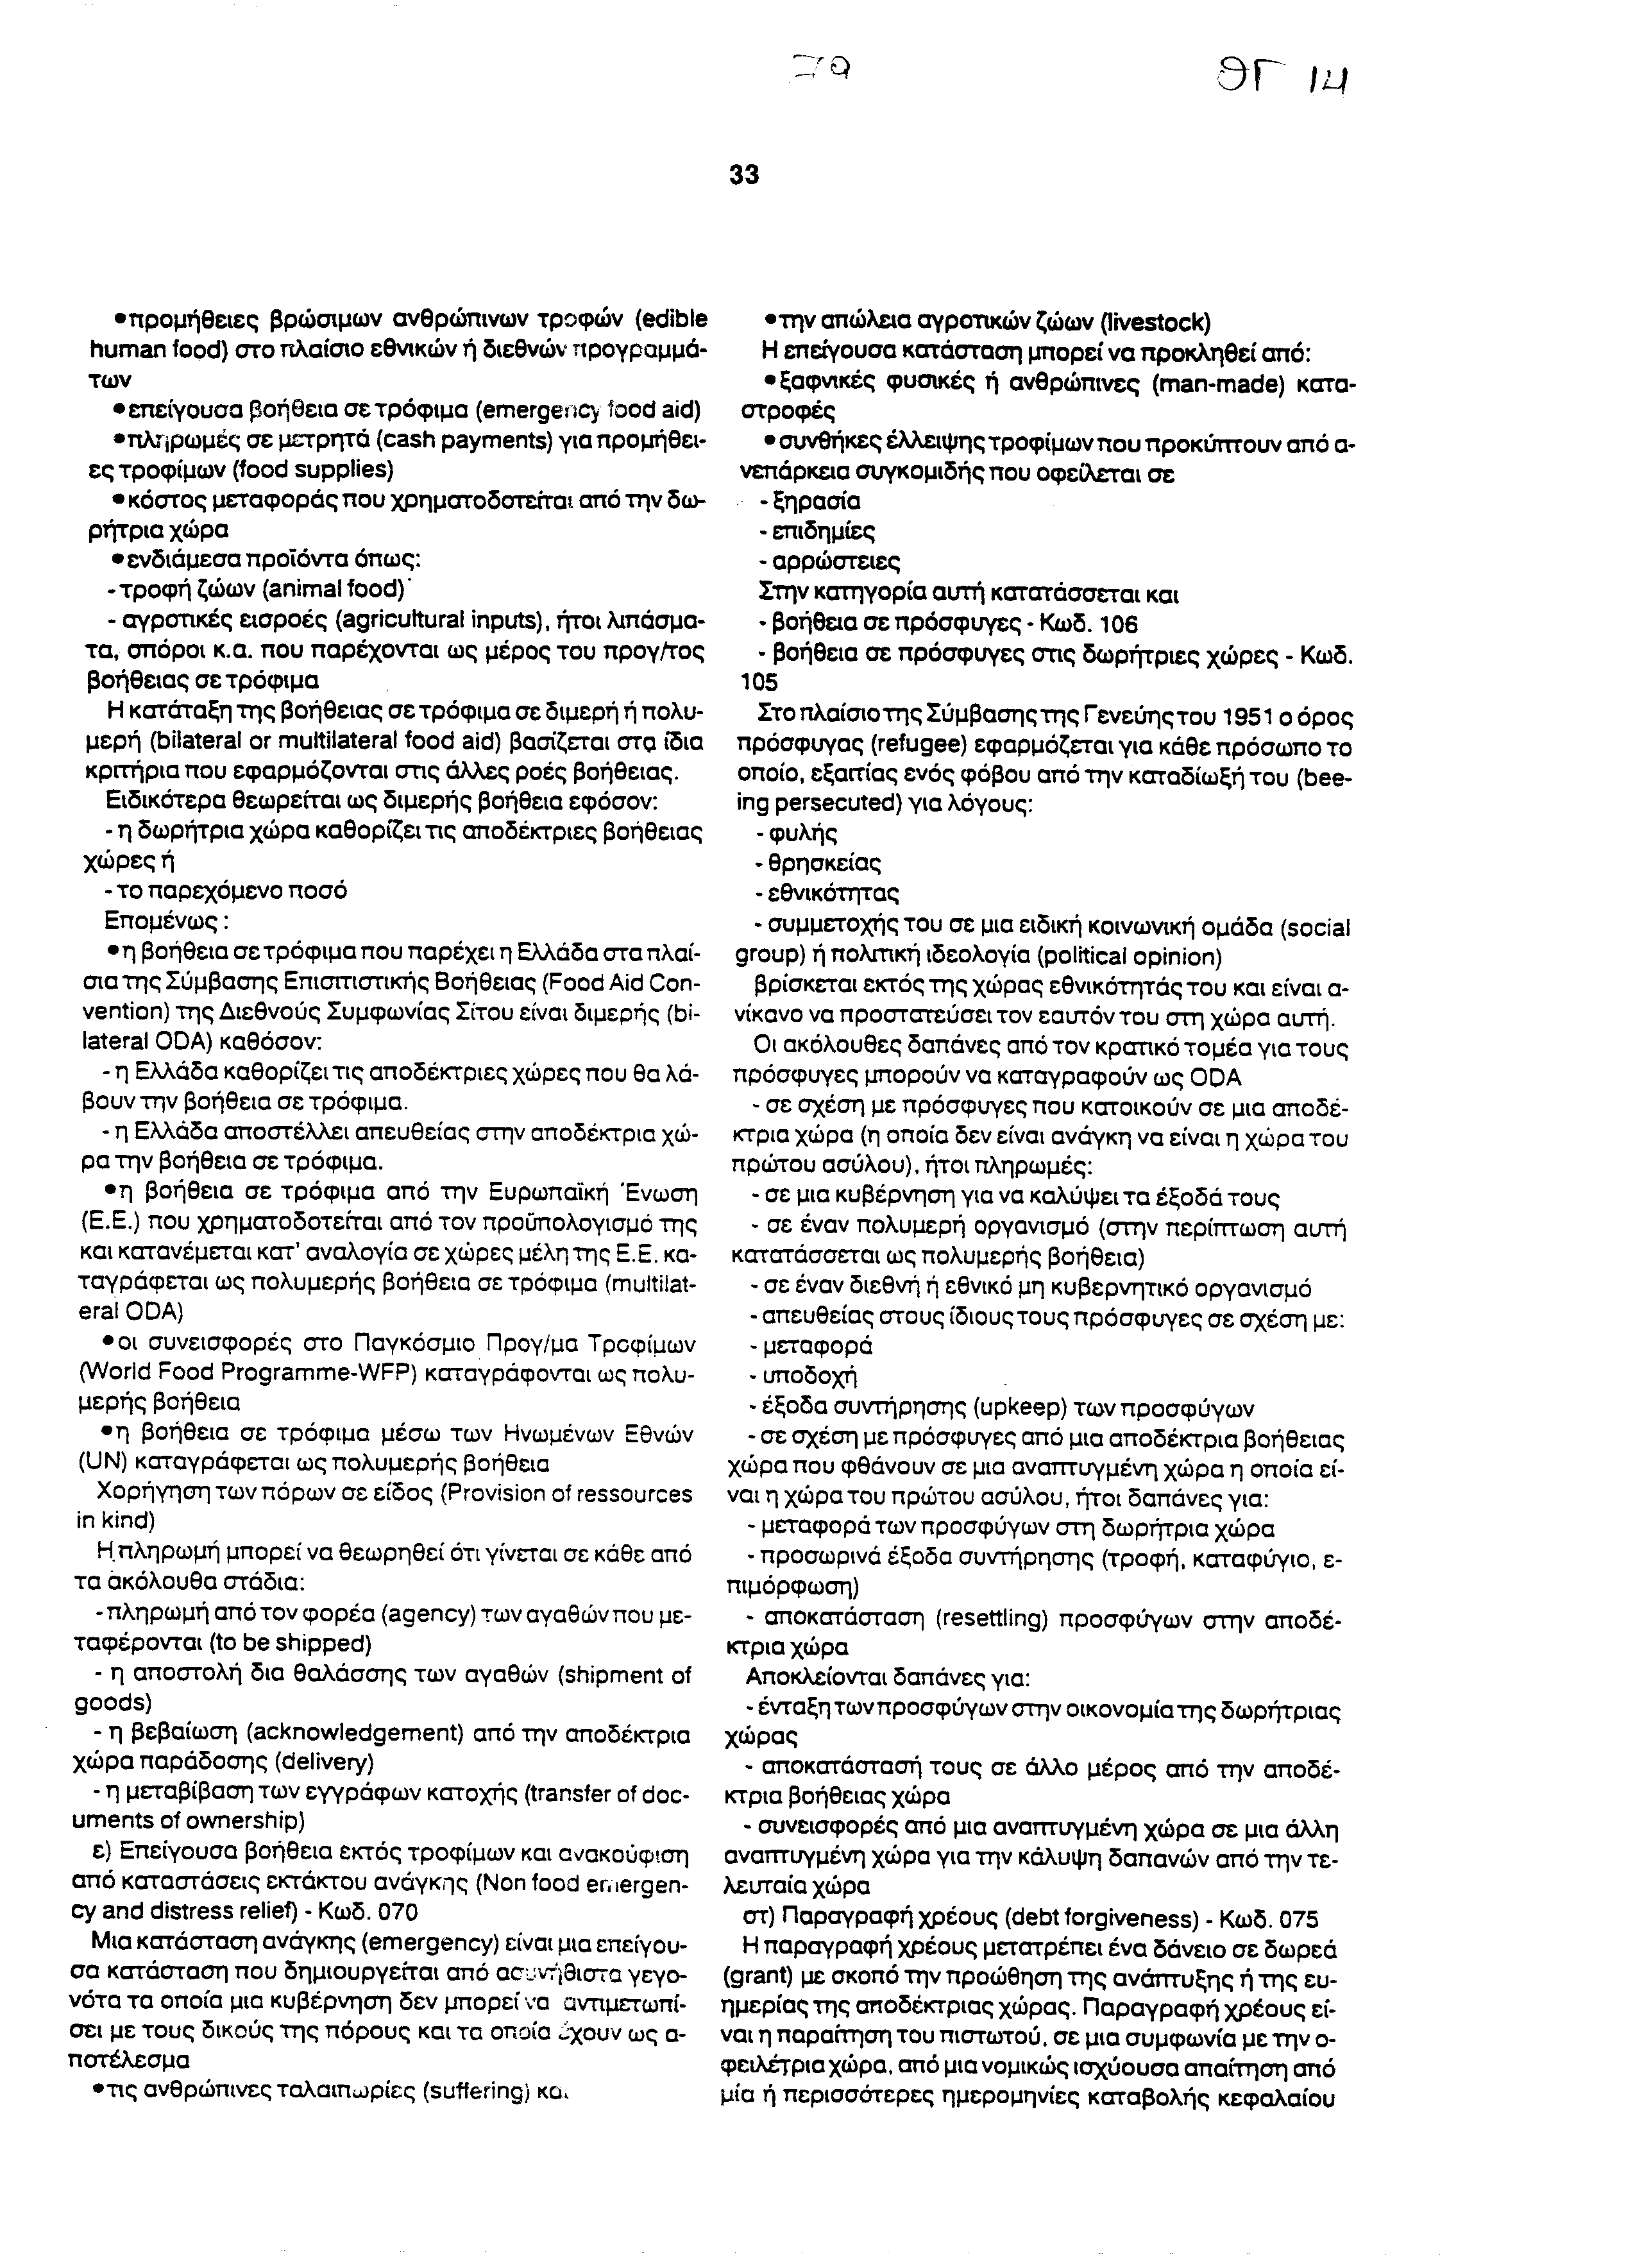 79
ΘΓ 14
33
•προμήθειες βρώσιμων ανθρώπινων τροφών (edible
human food) στο πλαίσιο εθνικών ή διεθνών προγραμμά-
των
•επείγουσα βοήθεια σε τρόφιμα (emergency food aid)
•πληρωμές σε μετρητά (cash payments) για προμήθει-
ες τροφίμων (food supplies)
•κόστος μεταφοράς που χρηματοδοτείται από την δω-
ρήτρια χώρα
•ενδιάμεσα προϊόντα όπως:
- τροφή ζώων (animal food)
- αγροτικές εισροές (agricultural inputs), ήτοι λιπάσμα-
τα, σπόροι κ.α. που παρέχονται ως μέρος του προγ/τος
βοήθειας σε τρόφιμα
Η κατάταξη της βοήθειας σε τρόφιμα σε διμερή ή πολυ-
μερή (bilateral or multilateral food aid) βασίζεται στα ίδια
κριτήρια που εφαρμόζονται στις άλλες ροές βοήθειας.
Ειδικότερα θεωρείται ως διμερής βοήθεια εφόσον:
- η δωρήτρια χώρα καθορίζει τις αποδέκτριες βοήθειας
χώρες ή
- το παρεχόμενο ποσό
Επομένως :
•η βοήθεια σε τρόφιμα που παρέχει η Ελλάδα στα πλαί-
σια της Σύμβασης Επισιτιστικής Βοήθειας (Food Aid Con-
vention) της Διεθνούς Συμφωνίας Σίτου είναι διμερής (bi-
lateral ODA) καθόσον:
- η Ελλάδα καθορίζει τις αποδέκτριες χώρες που θα λά-
βουν την βοήθεια σε τρόφιμα.
- η Ελλάδα αποστέλλει απευθείας στην αποδέκτρια χώ-
ρα την βοήθεια σε τρόφιμα.
•η βοήθεια σε τρόφιμα από την Ευρωπαϊκή Ένωση
(Ε.Ε.) που χρηματοδοτείται από τον προϋπολογισμό της
και κατανέμεται κατ' αναλογία σε χώρες μέλη της Ε.Ε. κα-
ταγράφεται ως πολυμερής βοήθεια σε τρόφιμα (multilat-
eral ODA)
•οι συνεισφορές στο Παγκόσμιο Προγ/μα Τροφίμων
(World Food Programme-WFP) καταγράφονται ως πολυ-
μερής βοήθεια
•η βοήθεια σε τρόφιμα μέσω των Ηνωμένων Εθνών
(UN) καταγράφεται ως πολυμερής βοήθεια
Χορήγηση των πόρων σε είδος (Provision of ressources
in kind)
Η πληρωμή μπορεί να θεωρηθεί ότι γίνεται σε κάθε από
τα ακόλουθα στάδια:
- πληρωμή από τον φορέα (agency) των αγαθών που με-
ταφέρονται (to be shipped)
- η αποστολή δια θαλάσσης των αγαθών (shipment of
goods)
- η βεβαίωση (acknowledgement) από την αποδέκτρια
χώρα παράδοσης (delivery)
- η μεταβίβαση των εγγράφων κατοχής (transfer of doc-
uments of ownership)
ε) Επείγουσα βοήθεια εκτός τροφίμων και ανακούφιση
από καταστάσεις εκτάκτου ανάγκης (Non food emergen-
cy and distress relief) - Κωδ. 070
Μια κατάσταση ανάγκης (emergency) είναι μια επείγου-
σα κατάσταση που δημιουργείται από ασυνήθιστα γεγο-
νότα τα οποία μια κυβέρνηση δεν μπορεί να αντιμετωπί-
σει με τους δικούς της πόρους και τα οποία έχουν ως α-
ποτέλεσμα
•τις ανθρώπινες ταλαιπωρίες (suffering) και
•την απώλεια αγροτικών ζώων (livestock)
Η επείγουσα κατάσταση μπορεί να προκληθεί από:
•ξαφνικές φυσικές ή ανθρώπινες (man-made) κατα-
στροφές
•συνθήκες έλλειψης τροφίμων που προκύπτουν από α-
νεπάρκεια συγκομιδής που οφείλεται σε
- ξηρασία
- επιδημίες
- αρρώστειες
Στην κατηγορία αυτή κατατάσσεται και
- βοήθεια σε πρόσφυγες - Κωδ. 106
- βοήθεια σε πρόσφυγες στις δωρήτριες χώρες - Κωδ.
105
Στο πλαίσιο της Σύμβασης της Γενεύης του 1951 ο όρος
πρόσφυγας (refugee) εφαρμόζεται για κάθε πρόσωπο το
οποίο, εξαιτίας ενός φόβου από την καταδίωξή του (bee-
ing persecuted) για λόγους:
- φυλής
- θρησκείας
- εθνικότητας
- συμμετοχής του σε μια ειδική κοινωνική ομάδα (social
group) ή πολιτική ιδεολογία (political opinion)
βρίσκεται εκτός της χώρας εθνικότητάς του και είναι α-
νίκανο να προστατεύσει τον εαυτόν του στη χώρα αυτή.
Οι ακόλουθες δαπάνες από τον κρατικό τομέα για τους
πρόσφυγες μπορούν να καταγραφούν ως ODA
- σε σχέση με πρόσφυγες που κατοικούν σε μια αποδέ-
κτρια χώρα (η οποία δεν είναι ανάγκη να είναι η χώρα του
πρώτου ασύλου), ήτοι πληρωμές:
- σε μια κυβέρνηση για να καλύψει τα έξοδά τους
- σε έναν πολυμερή οργανισμό (στην περίπτωση αυτή
κατατάσσεται ως πολυμερής βοήθεια)
- σε έναν διεθνή ή εθνικό μη κυβερνητικό οργανισμό
- απευθείας στους ίδιους τους πρόσφυγες σε σχέση με:
- μεταφορά
- υποδοχή
- έξοδα συντήρησης (upkeep) των προσφύγων
- σε σχέση με πρόσφυγες από μια αποδέκτρια βοήθειας
χώρα που φθάνουν σε μια αναπτυγμένη χώρα η οποία εί-
ναι η χώρα του πρώτου ασύλου, ήτοι δαπάνες για:
- μεταφορά των προσφύγων στη δωρήτρια χώρα
- προσωρινά έξοδα συντήρησης (τροφή, καταφύγιο, ε-
πιμόρφωση)
- αποκατάσταση (resettling) προσφύγων στην αποδέ-
κτρια χώρα
Αποκλείονται δαπάνες για:
- ένταξη των προσφύγων στην οικονομία της δωρήτριας
χώρας
- αποκατάστασή τους σε άλλο μέρος από την αποδέ-
κτρια βοήθειας χώρα
- συνεισφορές από μια αναπτυγμένη χώρα σε μια άλλη
αναπτυγμένη χώρα για την κάλυψη δαπανών από την τε-
λευταία χώρα
στ) Παραγραφή χρέους (debt forgiveness) - Κωδ. 075
Η παραγραφή χρέους μετατρέπει ένα δάνειο σε δωρεά
(grant) με σκοπό την προώθηση της ανάπτυξης ή της ευ-
ημερίας της αποδέκτριας χώρας. Παραγραφή χρέους εί-
ναι η παραίτηση του πιστωτού, σε μια συμφωνία με την ο-
φειλέτρια χώρα, από μια νομικώς ισχύουσα απαίτηση από
μία ή περισσότερες ημερομηνίες καταβολής κεφαλαίου